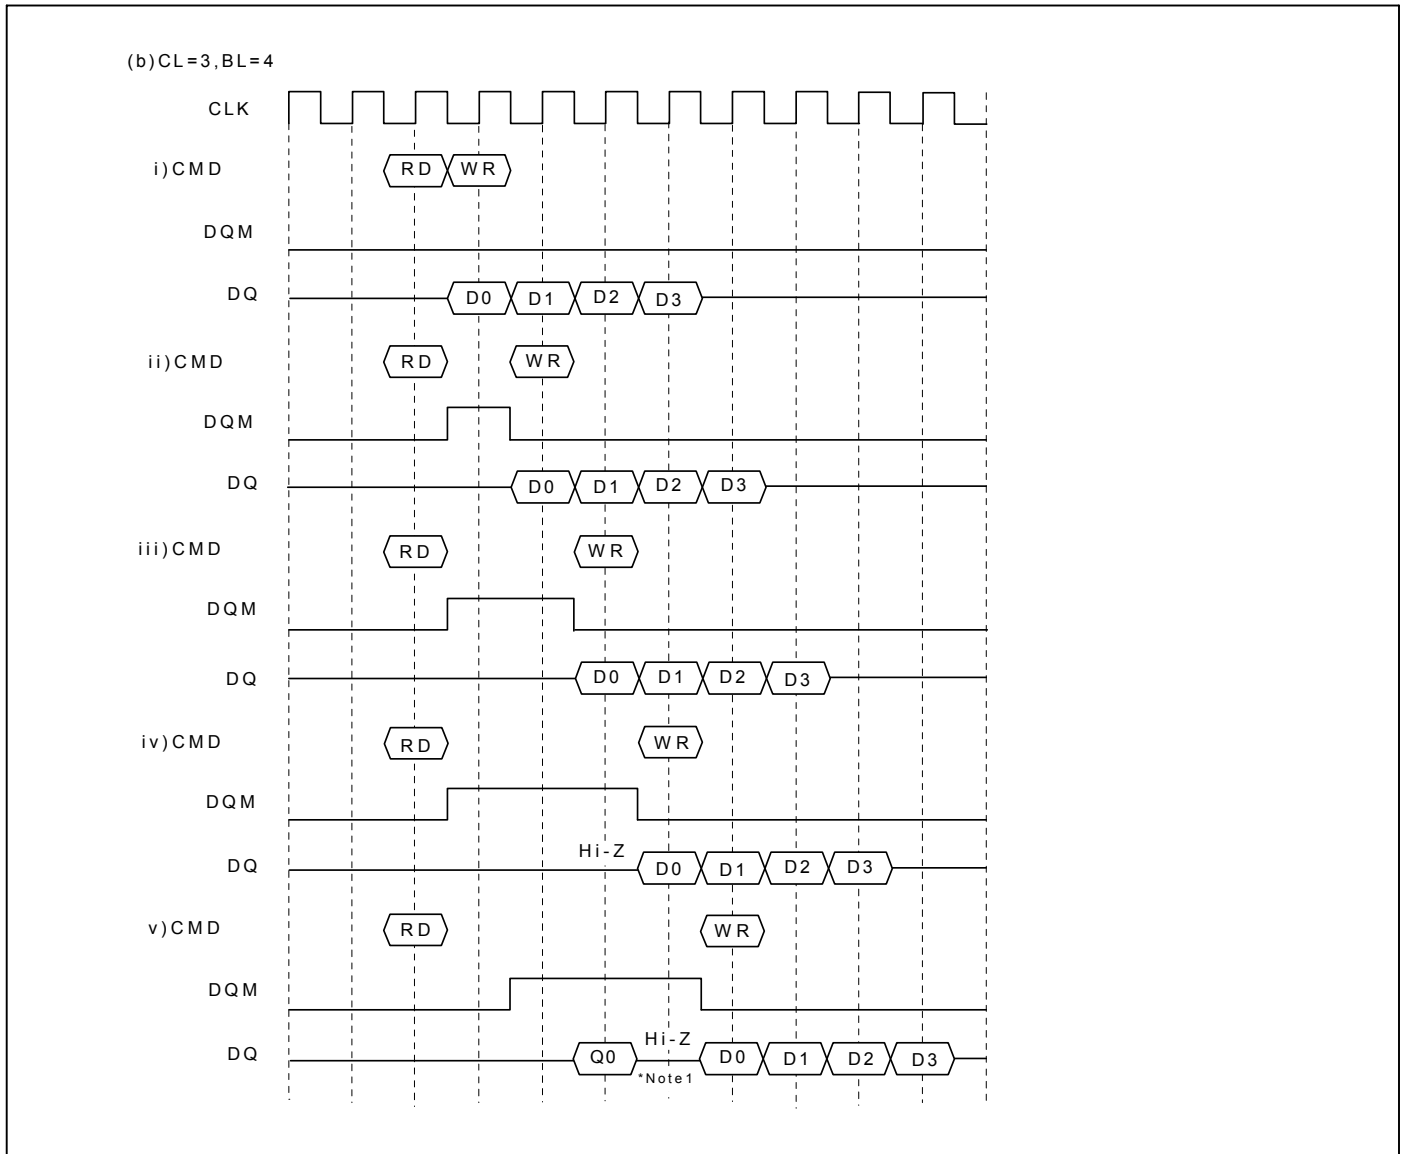 (b)CL=3,BL=4
CLK
i)CMD RD WR
DQM
DQ D0 D1 D2 D3
ii)CMD RD WR
DQM
DQ D0 D1 D2 D3
iii)CMD RD WR
DQM
DQ D0 D1 D2 D3
iv)CMD RD WR
DQM
Hi-Z
DQ D0 D1 D2 D3
v)CMD RD WR
DQM
Hi-Z
DQ Q0 D0 D1 D2 D3
*Note1